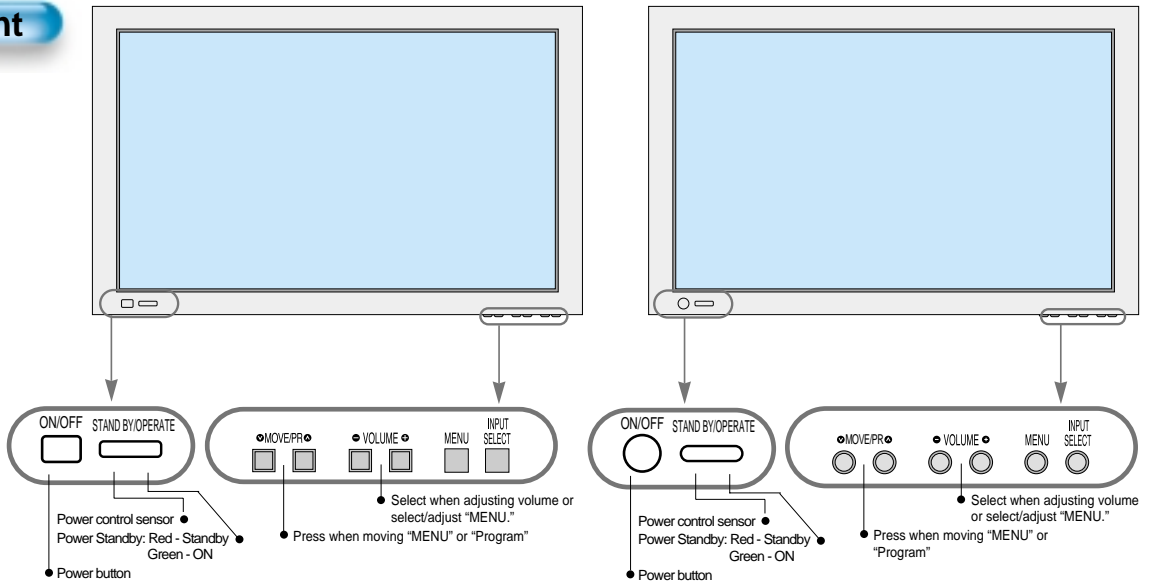 nt
ON/OFF STAND BY/OPERATE
MOVE/PR
VOLUME
MENU
INPUT
SELECT
Select when adjusting volume or
select/adjust “MENU.”
Press when moving “MENU” or “Program”
Power control sensor
Power Standby: Red - Standby
Green - ON
Power button
ON/OFF STAND BY/OPERATE
MOVE/PR
VOLUME
MENU
INPUT
SELECT
Select when adjusting volume
or select/adjust “MENU.”
Press when moving “MENU” or
“Program”
Power control sensor
Power Standby: Red - Standby
Green - ON
Power button